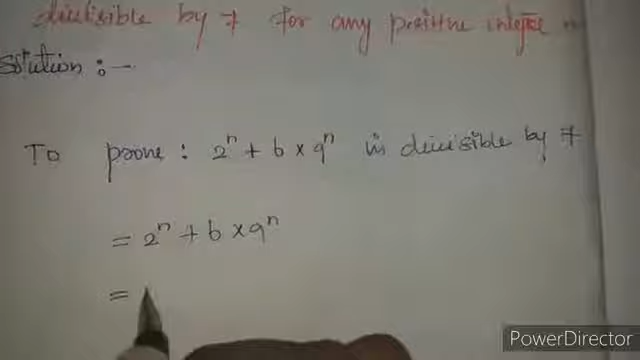 divisible by 7 for any positive integer n
Solution :-
To prove : 2ⁿ + 6 × 9ⁿ is divisible by 7
= 2ⁿ + 6 × 9ⁿ
=
PowerDirector